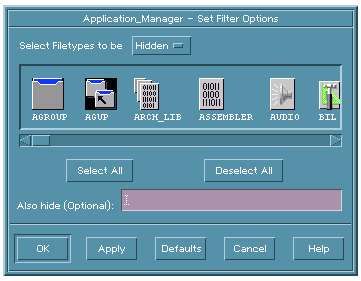 Application_Manager - Set Filter Options
Select Filetypes to be Hidden
AGROUP AGUP ARCH_LIB ASSEMBLER AUDIO BIL
Select All Deselect All
Also hide (Optional):
OK Apply Defaults Cancel Help